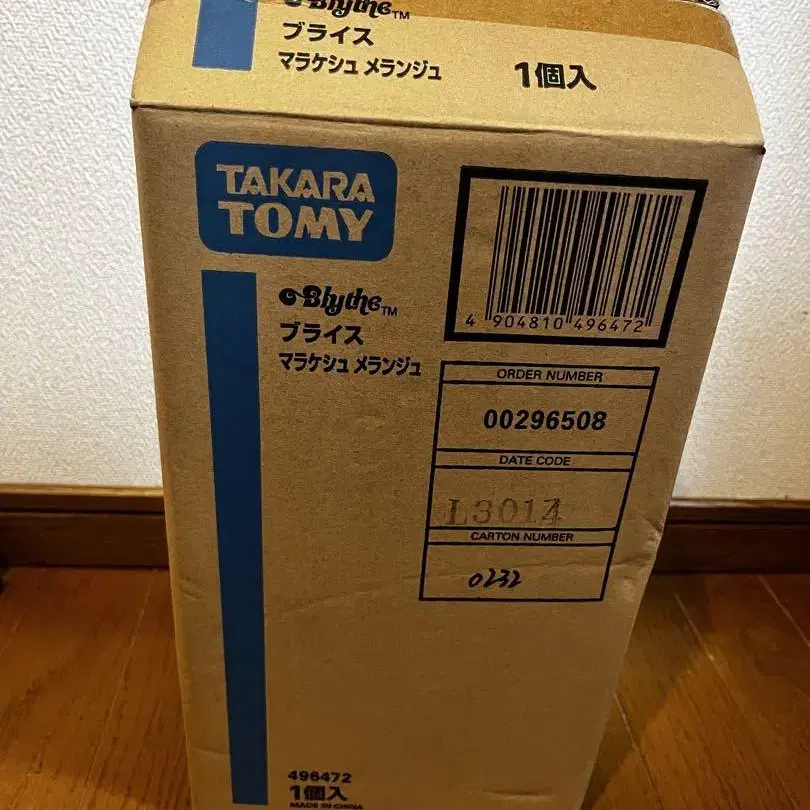 Blythe™
ブライス
マラケシュ メランジュ
1個入
TAKARA
TOMY
4 904810 496472
Blythe™
ブライス
マラケシュ メランジュ
ORDER NUMBER
00296508
DATE CODE
L3014
CARTON NUMBER
0232
496472
1個入
MADE IN CHINA